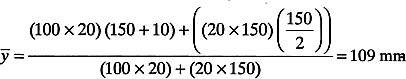 ȳ = ((100 × 20) (150 + 10) + ((20 × 150) (150/2))) / ((100 × 20) + (20 × 150)) = 109 mm